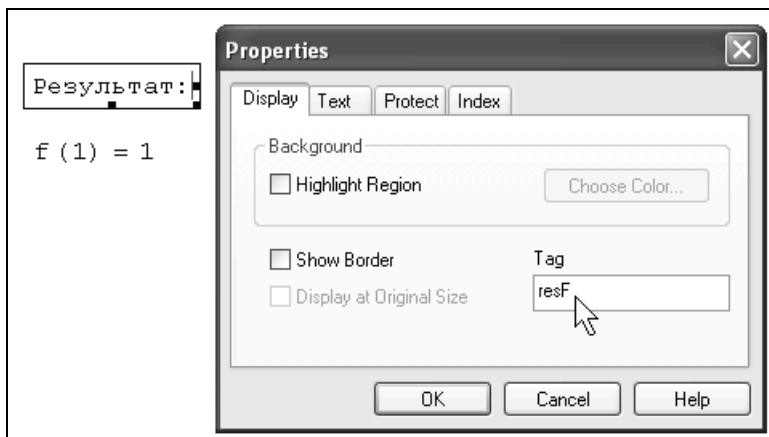 Результат:
f (1) = 1
Properties
Display Text Protect Index
Background
Highlight Region Choose Color...
Show Border Tag
Display at Original Size resF
OK Cancel Help